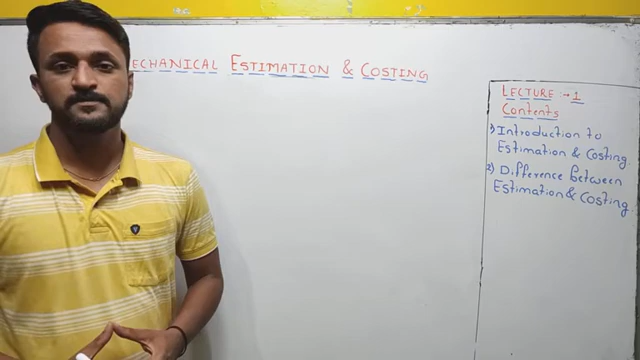 ECHANICAL ESTIMATION & COSTING
LECTURE :→ 1
Contents
1) Introduction to
Estimation & Costing.
2) Difference between
Estimation & Costing